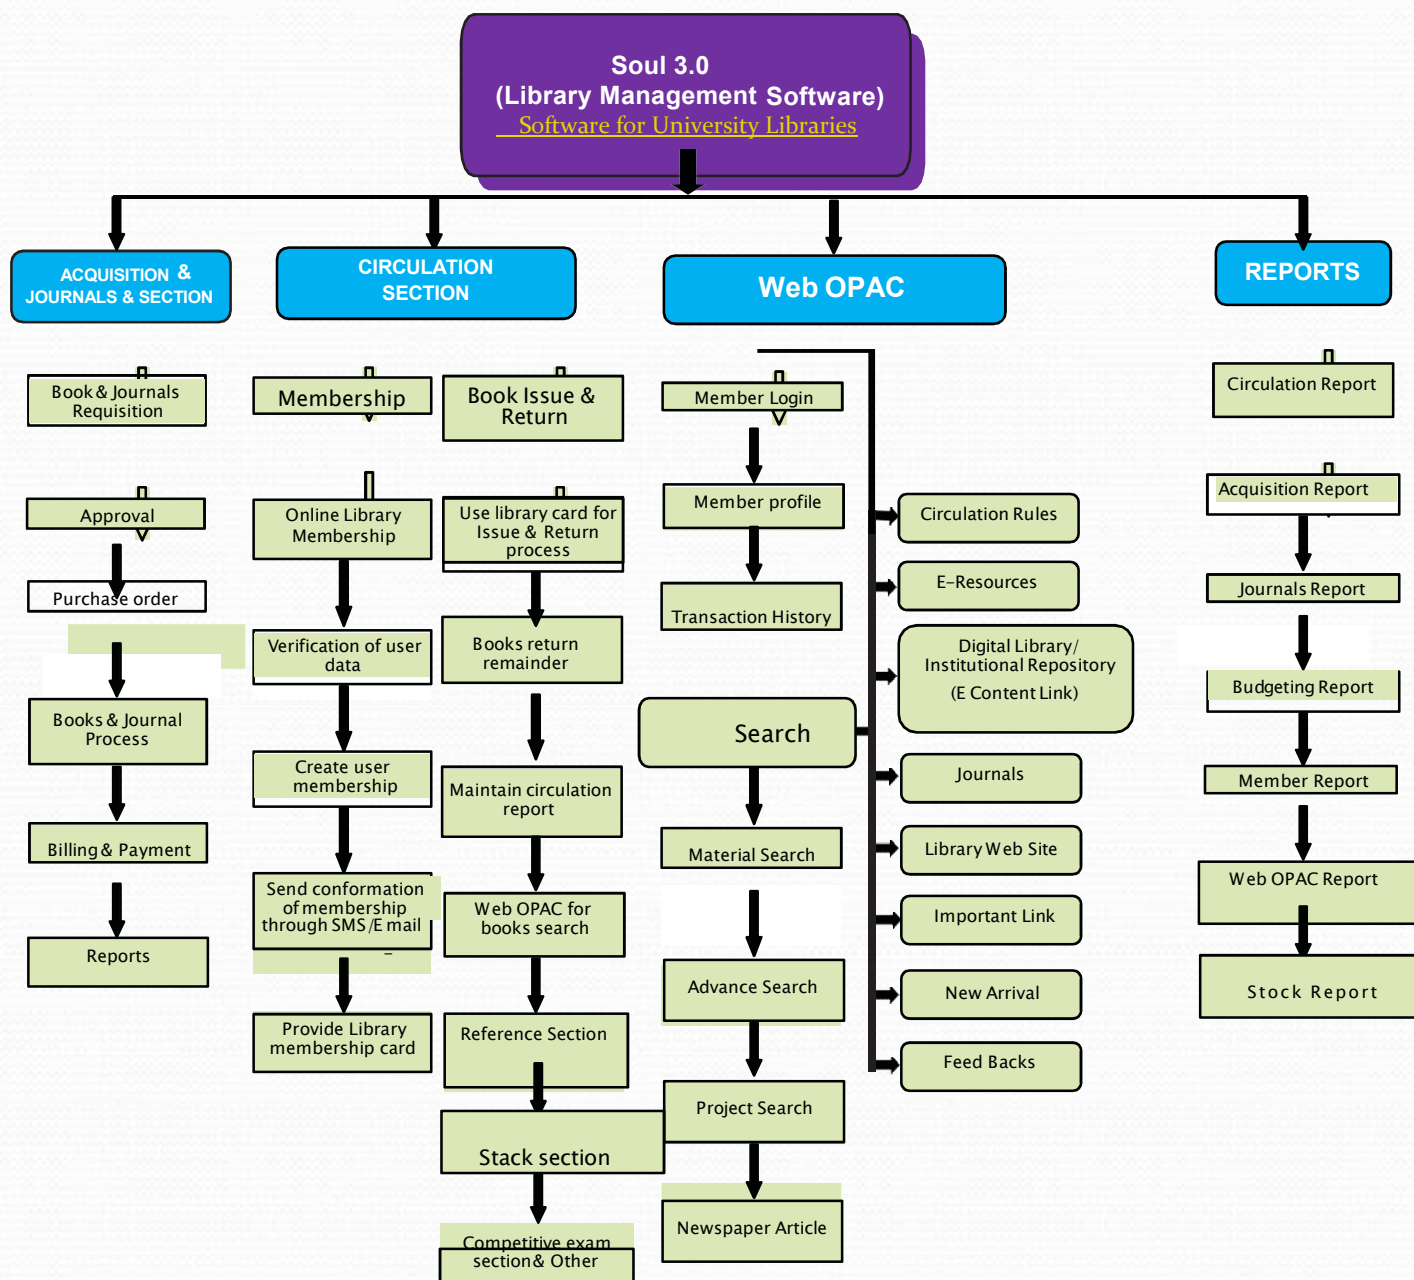 Soul 3.0
(Library Management Software)
Software for University Libraries
ACQUISITION &
JOURNALS & SECTION
CIRCULATION
SECTION
Web OPAC
REPORTS
Book & Journals
Requisition
Approval
Purchase order
Books & Journal
Process
Billing & Payment
Reports
Membership
Online Library
Membership
Verification of user
data
Create user
membership
Send conformation
of membership
through SMS /E mail
Provide Library
membership card
Book Issue &
Return
Use library card for
Issue & Return
process
Books return
remainder
Maintain circulation
report
Web OPAC for
books search
Reference Section
Stack section
Competitive exam
section & Other
Member Login
Member profile
Transaction History
Search
Material Search
Advance Search
Project Search
Newspaper Article
Circulation Rules
E-Resources
Digital Library/
Institutional Repository
(E Content Link)
Journals
Library Web Site
Important Link
New Arrival
Feed Backs
Circulation Report
Acquisition Report
Journals Report
Budgeting Report
Member Report
Web OPAC Report
Stock Report